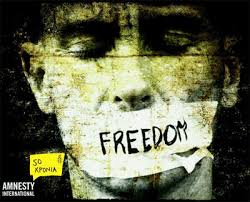 FREEDOM
50
ΧΡΟΝΙΑ
AMNESTY
INTERNATIONAL